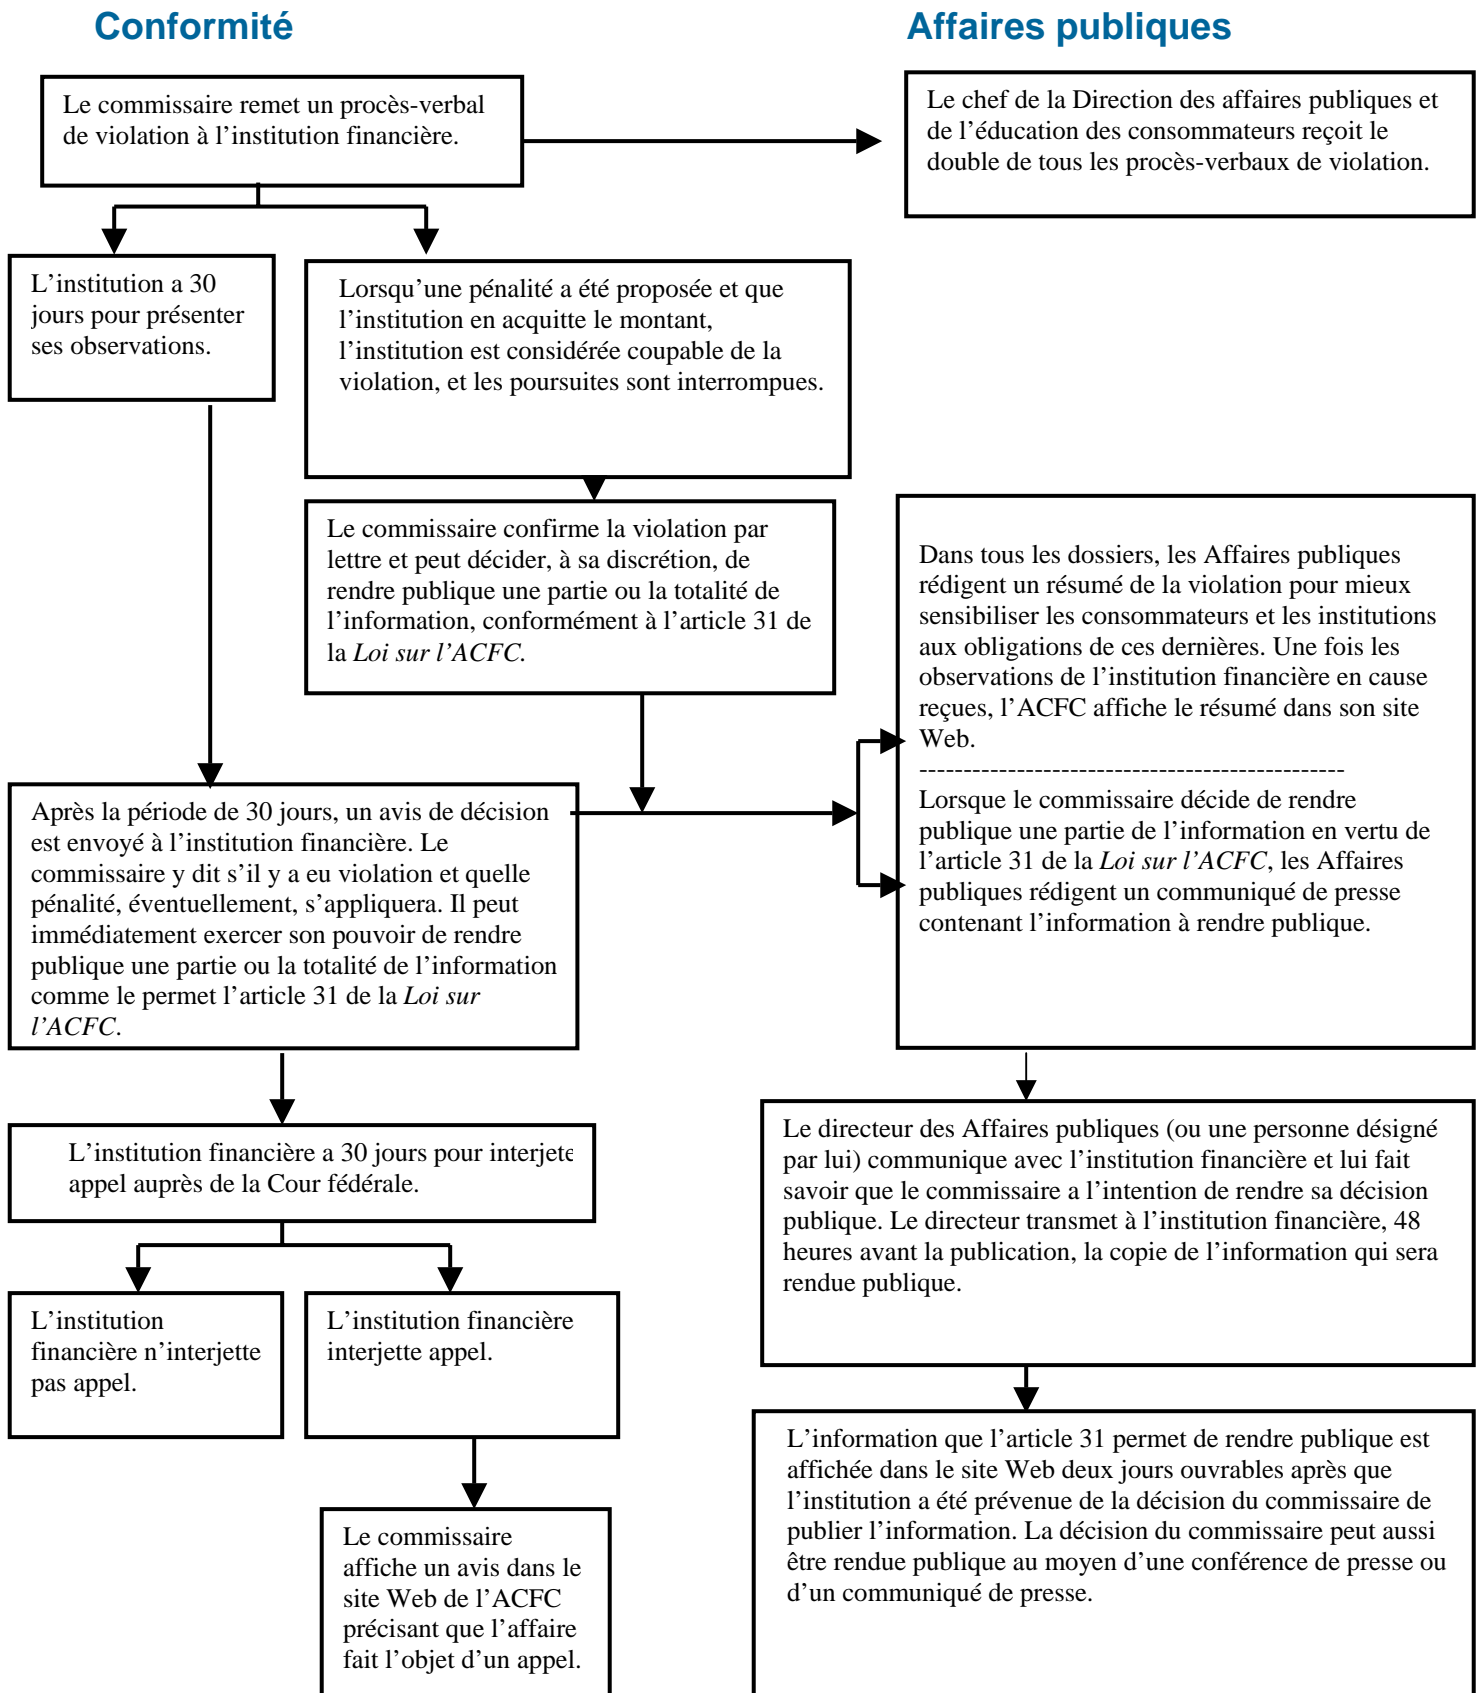 Conformité
Affaires publiques
Le commissaire remet un procès-verbal
de violation à l’institution financière.
Le chef de la Direction des affaires publiques et
de l’éducation des consommateurs reçoit le
double de tous les procès-verbaux de violation.
L’institution a 30
jours pour présenter
ses observations.
Lorsqu’une pénalité a été proposée et que
l’institution en acquitte le montant,
l’institution est considérée coupable de la
violation, et les poursuites sont interrompues.
Le commissaire confirme la violation par
lettre et peut décider, à sa discrétion, de
rendre publique une partie ou la totalité de
l’information, conformément à l’article 31 de
la Loi sur l’ACFC.
Dans tous les dossiers, les Affaires publiques
rédigent un résumé de la violation pour mieux
sensibiliser les consommateurs et les institutions
aux obligations de ces dernières. Une fois les
observations de l’institution financière en cause
reçues, l’ACFC affiche le résumé dans son site
Web.
------------------------------------------------
Lorsque le commissaire décide de rendre
publique une partie de l’information en vertu de
l’article 31 de la Loi sur l’ACFC, les Affaires
publiques rédigent un communiqué de presse
contenant l’information à rendre publique.
Après la période de 30 jours, un avis de décision
est envoyé à l’institution financière. Le
commissaire y dit s’il y a eu violation et quelle
pénalité, éventuellement, s’appliquera. Il peut
immédiatement exercer son pouvoir de rendre
publique une partie ou la totalité de l’information
comme le permet l’article 31 de la Loi sur
l’ACFC.
L’institution financière a 30 jours pour interjete
appel auprès de la Cour fédérale.
Le directeur des Affaires publiques (ou une personne désigné
par lui) communique avec l’institution financière et lui fait
savoir que le commissaire a l’intention de rendre sa décision
publique. Le directeur transmet à l’institution financière, 48
heures avant la publication, la copie de l’information qui sera
rendue publique.
L’institution
financière n’interjette
pas appel.
L’institution financière
interjette appel.
L’information que l’article 31 permet de rendre publique est
affichée dans le site Web deux jours ouvrables après que
l’institution a été prévenue de la décision du commissaire de
publier l’information. La décision du commissaire peut aussi
être rendue publique au moyen d’une conférence de presse ou
d’un communiqué de presse.
Le commissaire
affiche un avis dans le
site Web de l’ACFC
précisant que l’affaire
fait l’objet d’un appel.